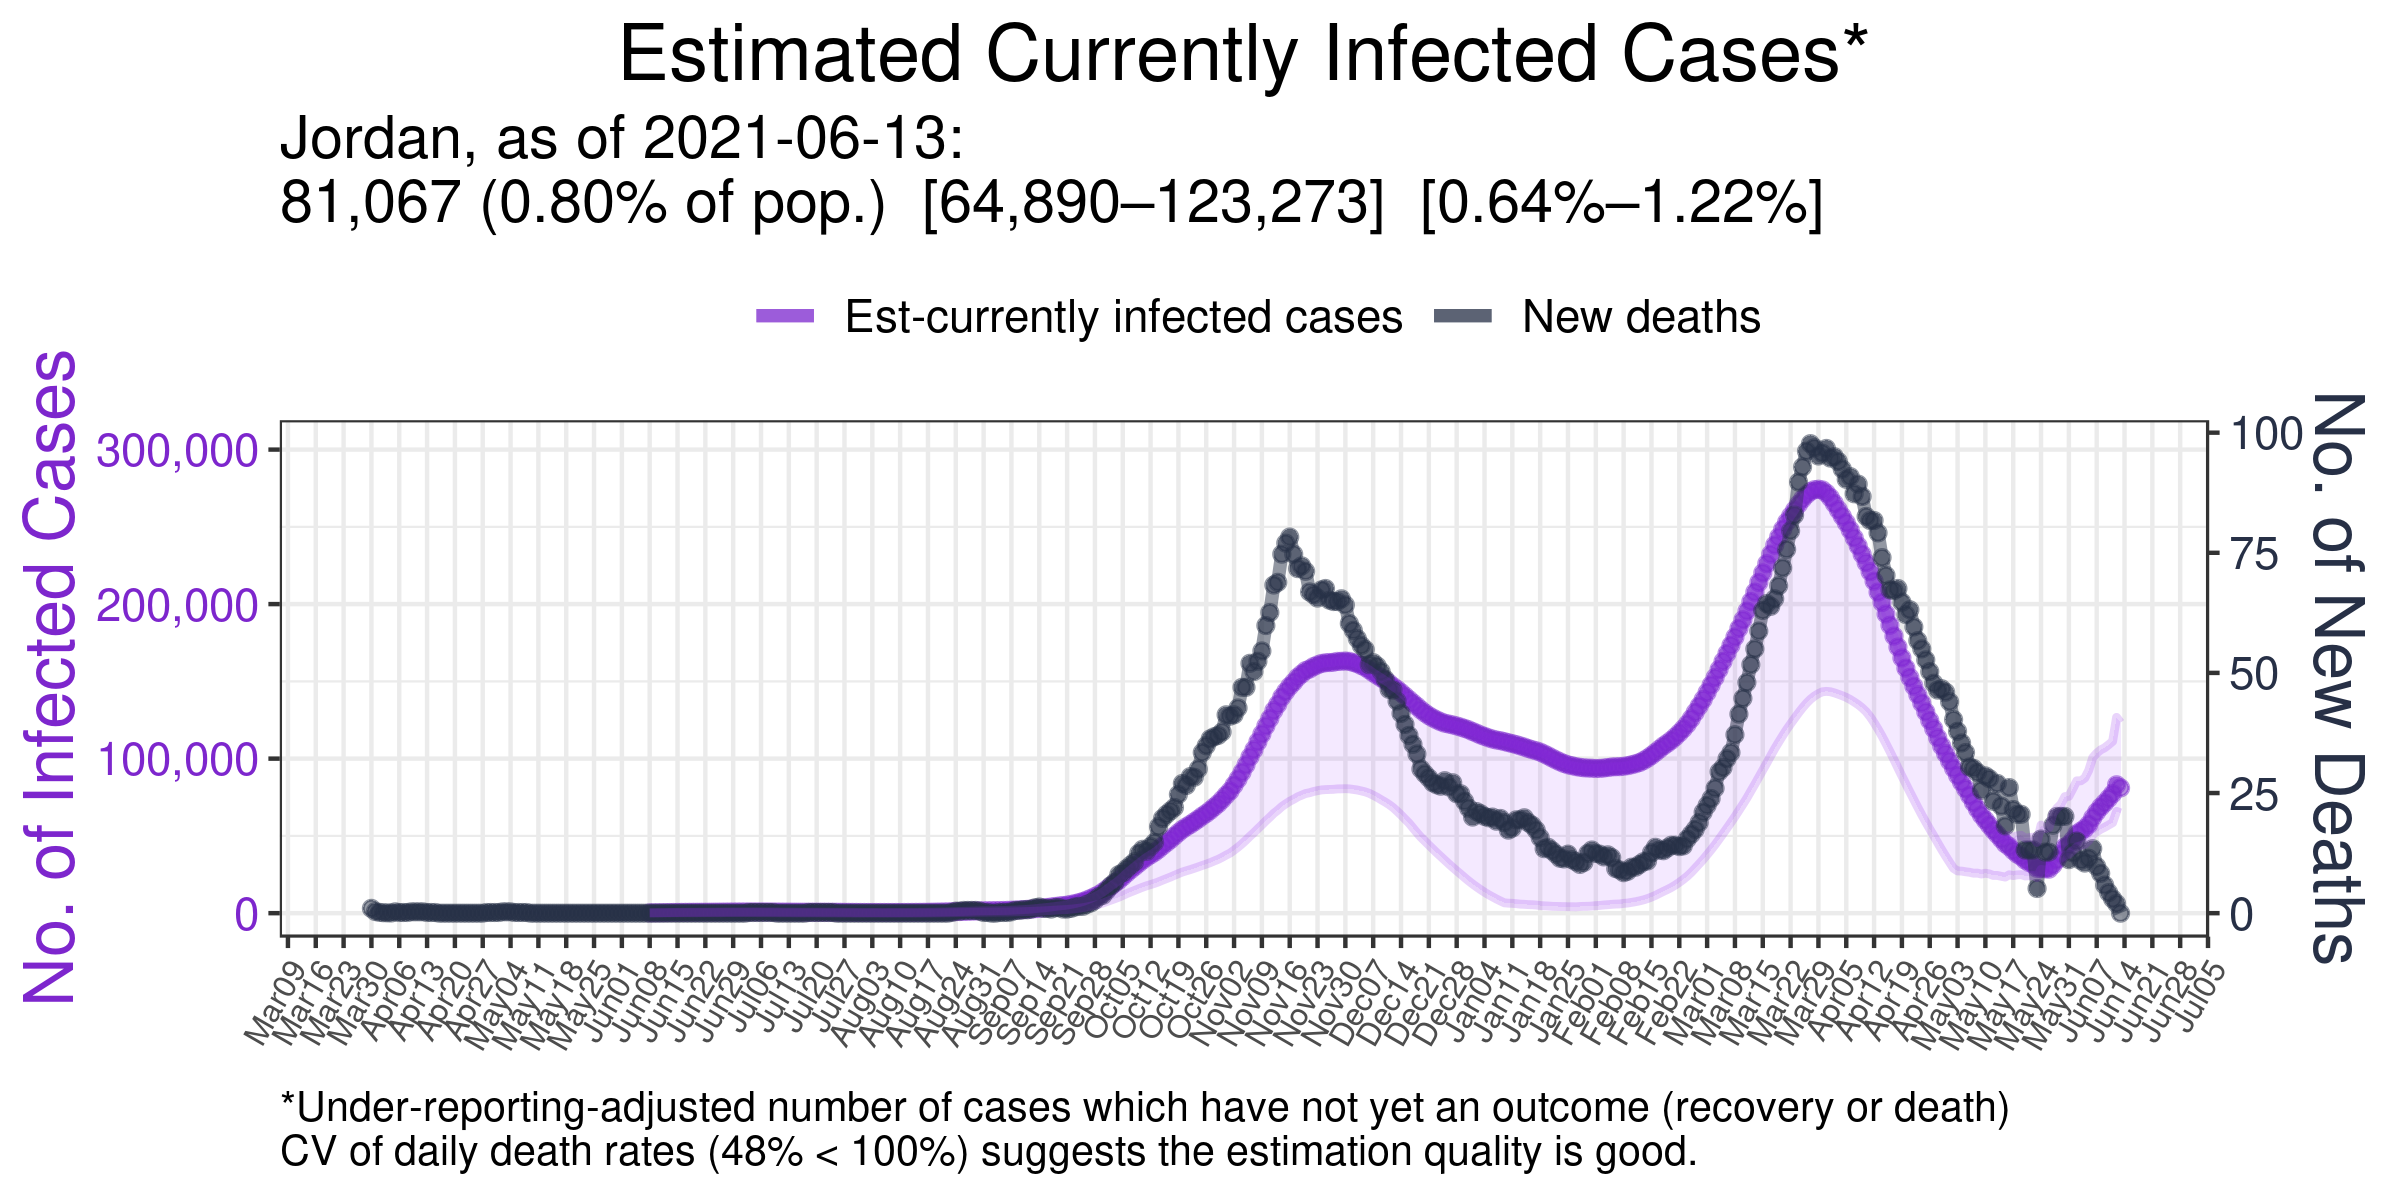 Estimated Currently Infected Cases*
Jordan, as of 2021-06-13:
81,067 (0.80% of pop.)  [64,890–123,273]  [0.64%–1.22%]
Est-currently infected cases
New deaths
No. of Infected Cases
300,000
200,000
100,000
0
100
75
50
25
0
No. of New Deaths
Mar09
Mar16
Mar23
Mar30
Apr06
Apr13
Apr20
Apr27
May04
May11
May18
May25
Jun01
Jun08
Jun15
Jun22
Jun29
Jul06
Jul13
Jul20
Jul27
Aug03
Aug10
Aug17
Aug24
Aug31
Sep07
Sep14
Sep21
Sep28
Oct05
Oct12
Oct19
Oct26
Nov02
Nov09
Nov16
Nov23
Nov30
Dec07
Dec14
Dec21
Dec28
Jan04
Jan11
Jan18
Jan25
Feb01
Feb08
Feb15
Feb22
Mar01
Mar08
Mar15
Mar22
Mar29
Apr05
Apr12
Apr19
Apr26
May03
May10
May17
May24
May31
Jun07
Jun14
Jun21
Jun28
Jul05
*Under-reporting-adjusted number of cases which have not yet an outcome (recovery or death)
CV of daily death rates (48% < 100%) suggests the estimation quality is good.